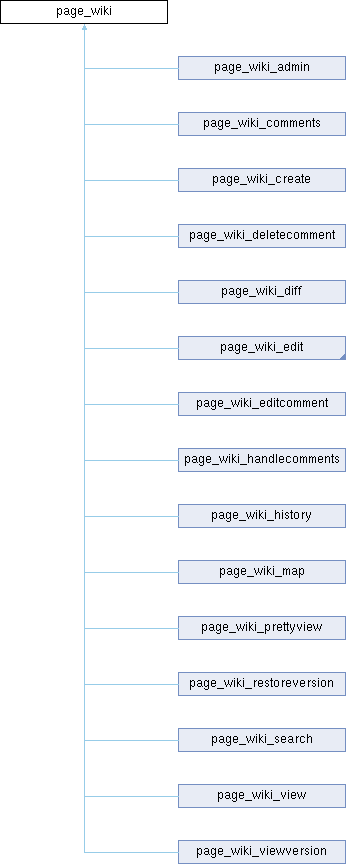 page_wiki
page_wiki_admin
page_wiki_comments
page_wiki_create
page_wiki_deletecomment
page_wiki_diff
page_wiki_edit
page_wiki_editcomment
page_wiki_handlecomments
page_wiki_history
page_wiki_map
page_wiki_prettyview
page_wiki_restoreversion
page_wiki_search
page_wiki_view
page_wiki_viewversion